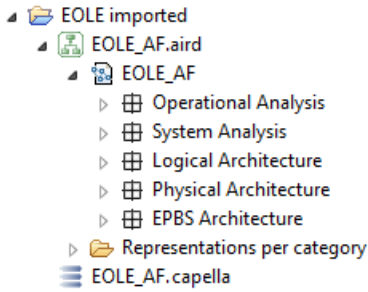 EOLE imported
EOLE_AF.aird
EOLE_AF
Operational Analysis
System Analysis
Logical Architecture
Physical Architecture
EPBS Architecture
Representations per category
EOLE_AF.capella